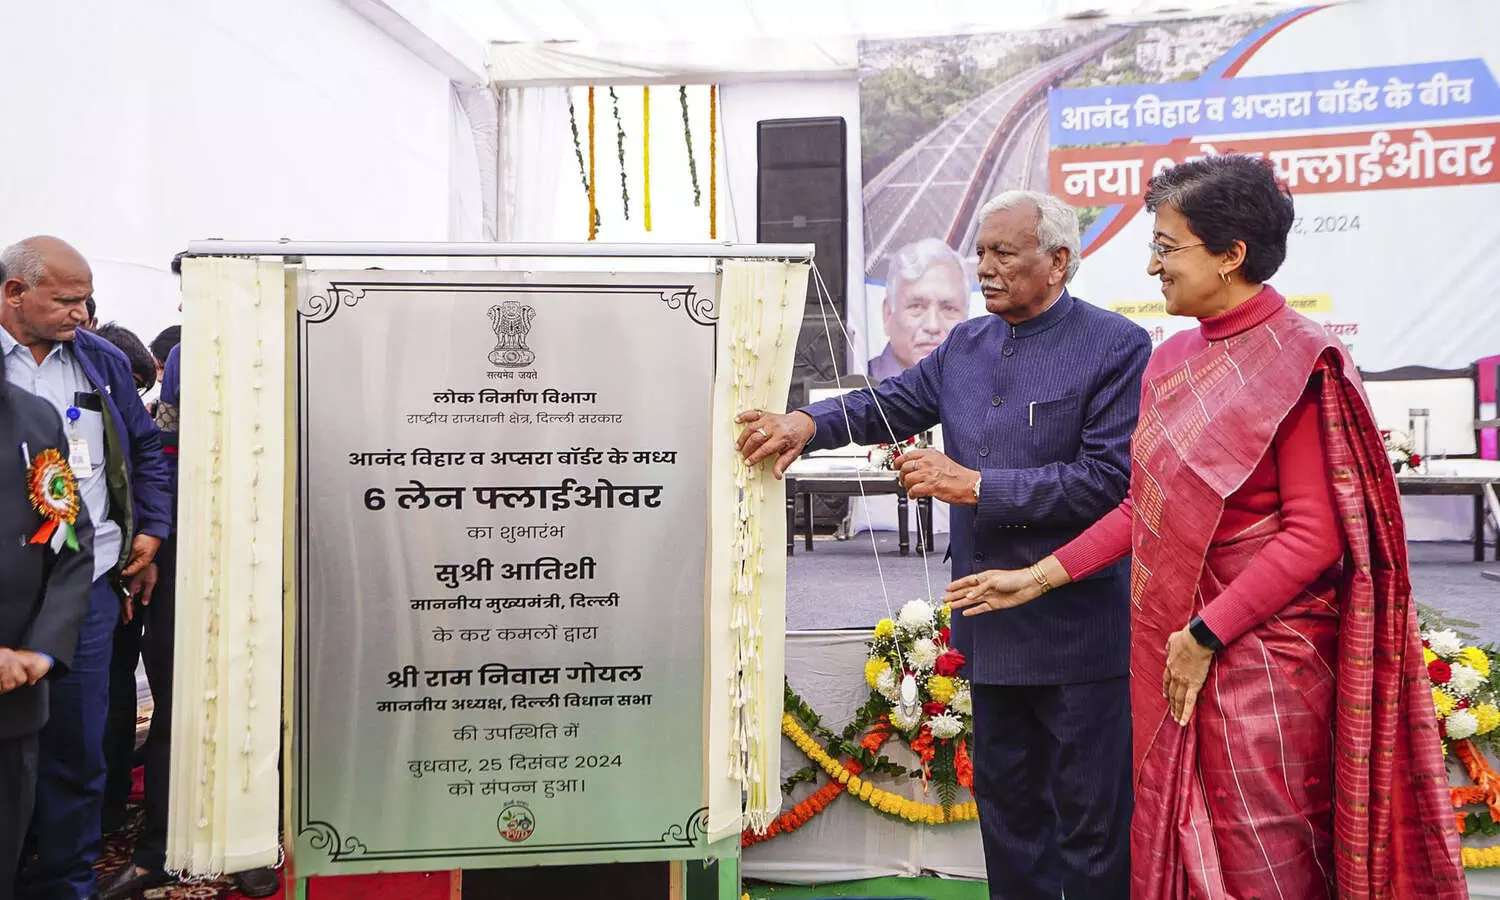 सत्यमेव जयते
लोक निर्माण विभाग
राष्ट्रीय राजधानी क्षेत्र, दिल्ली सरकार
आनंद विहार व अप्सरा बॉर्डर के मध्य
6 लेन फ्लाईओवर
का शुभारंभ
सुश्री आतिशी
माननीय मुख्यमंत्री, दिल्ली
के कर कमलों द्वारा
श्री राम निवास गोयल
माननीय अध्यक्ष, दिल्ली विधान सभा
की उपस्थिति में
बुधवार, 25 दिसंबर 2024
को संपन्न हुआ।
PWD
आनंद विहार व अप्सरा बॉर्डर के बीच
नया फ्लाईओवर
2024